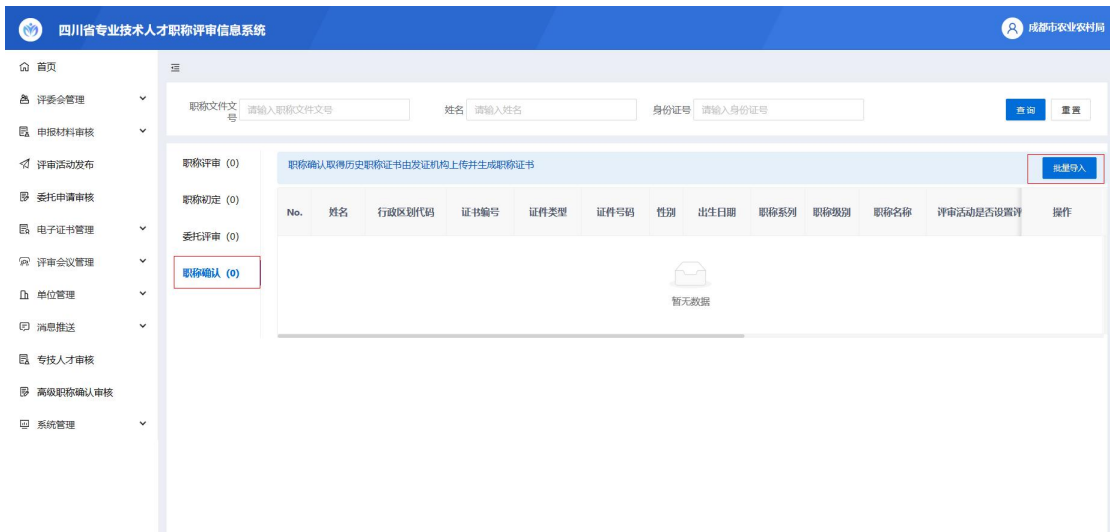 四川省专业技术人才职称评审信息系统
成都市农业农村局
首页
评委会管理
申报材料审核
评审活动发布
委托申请审核
电子证书管理
评审会议管理
单位管理
消息推送
专技人才审核
高级职称确认审核
系统管理
职称文件文号 请输入职称文件文号 姓名 请输入姓名 身份证号 请输入身份证号 查询 重置
职称评审 (0)
职称初定 (0)
委托评审 (0)
职称确认 (0)
职称确认取得历史职称证书由发证机构上传并生成职称证书 批量导入
No. 姓名 行政区划代码 证书编号 证件类型 证件号码 性别 出生日期 职称系列 职称级别 职称名称 评审活动是否设置评 操作
暂无数据